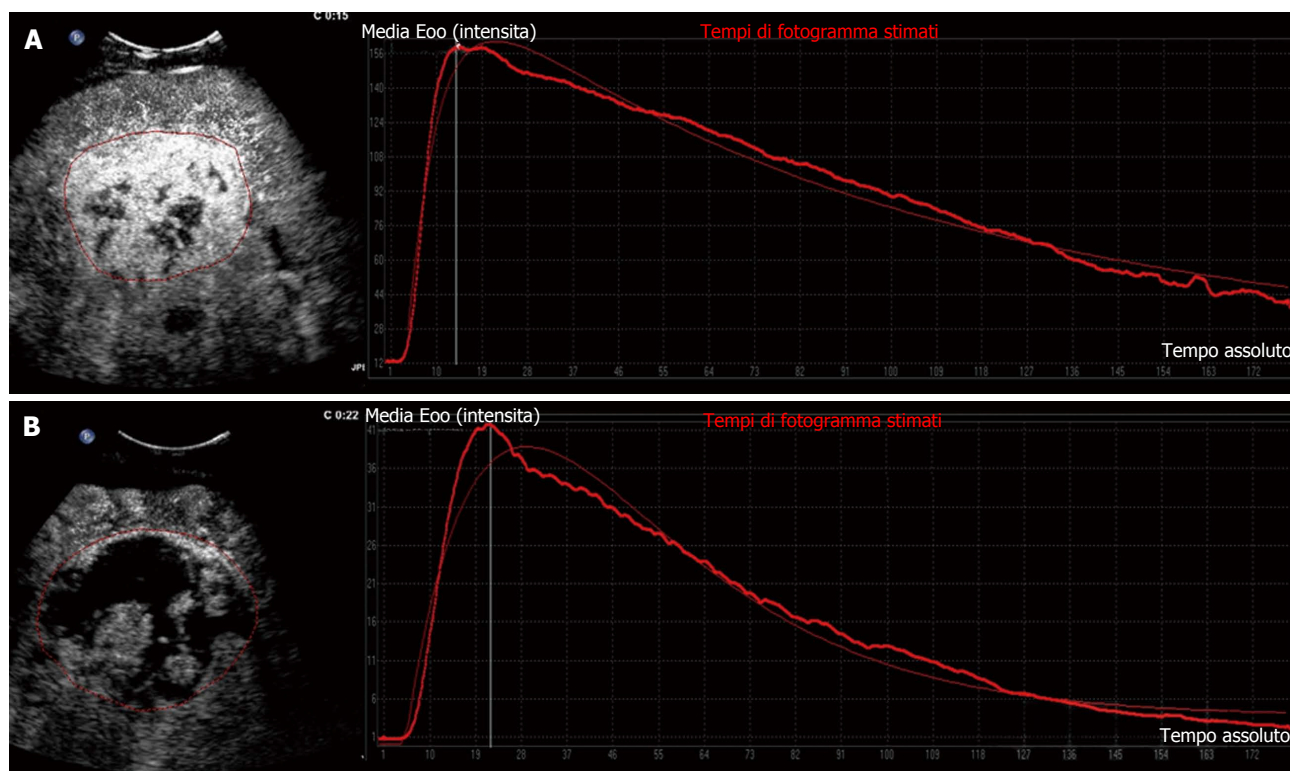 C 0:15
A
P
Media Eoo (intensita)
Tempi di fotogramma stimati
156
140
124
108
92
76
60
44
28
12
Tempo assoluto
JPI
1 10 19 28 37 46 55 64 73 82 91 100 109 118 127 136 145 154 163 172
B
P
C 0:22
Media Eoo (intensita)
Tempi di fotogramma stimati
41
36
31
26
21
16
11
6
1
Tempo assoluto
1 10 19 28 37 46 55 64 73 82 91 100 109 118 127 136 145 154 163 172